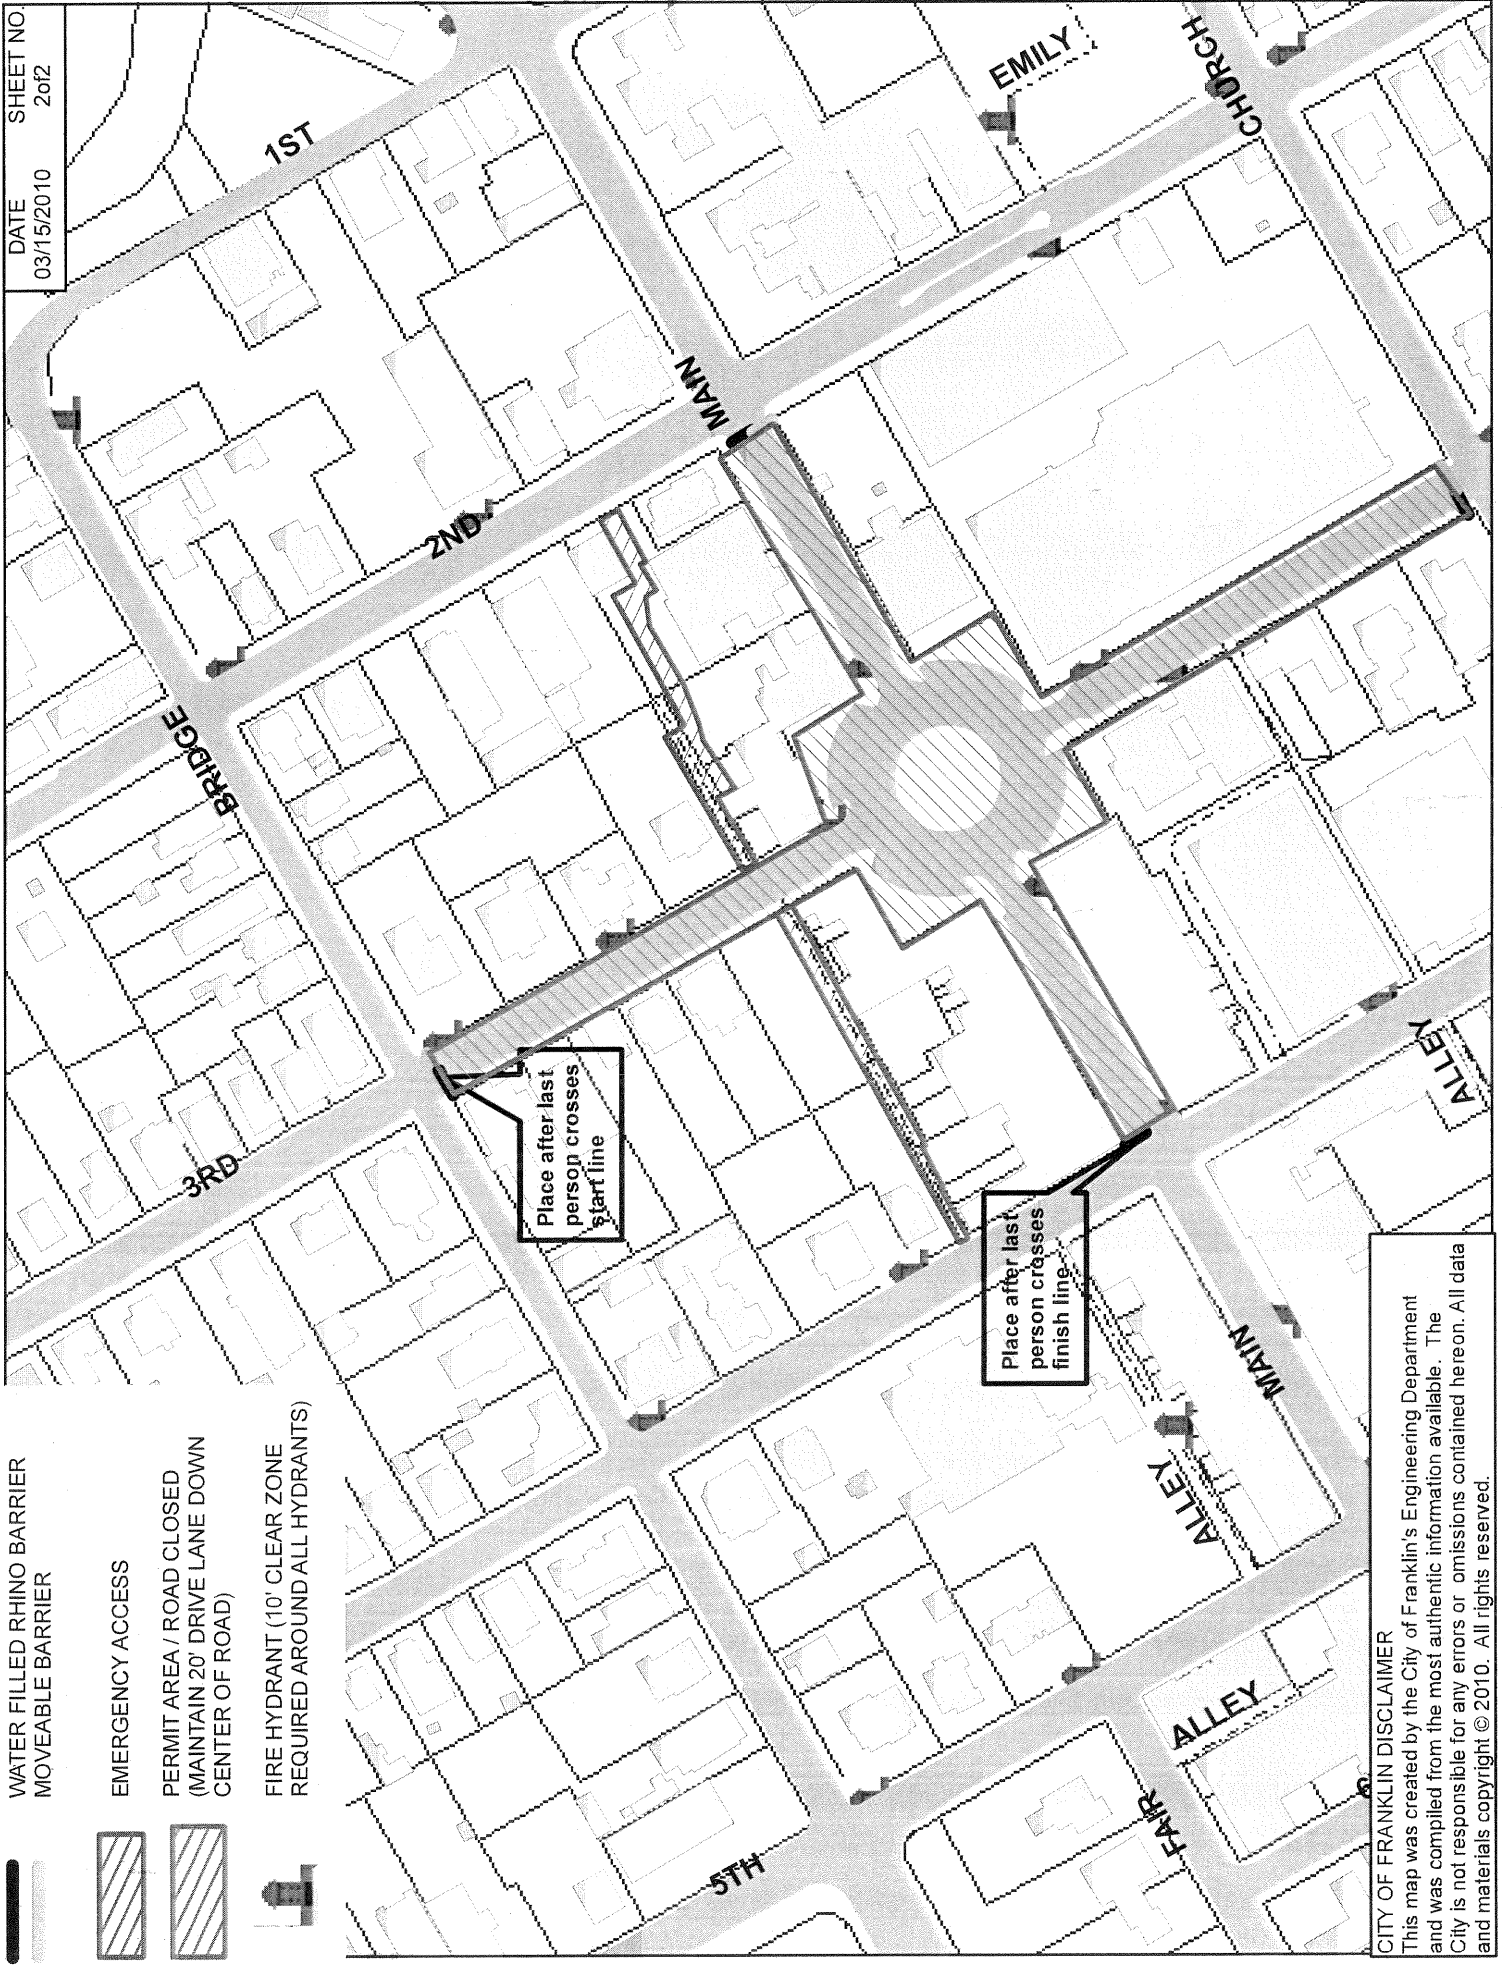 DATE
03/15/2010
SHEET NO.
2of2
WATER FILLED RHINO BARRIER
MOVEABLE BARRIER
EMERGENCY ACCESS
PERMIT AREA / ROAD CLOSED
(MAINTAIN 20' DRIVE LANE DOWN
CENTER OF ROAD)
FIRE HYDRANT (10' CLEAR ZONE
REQUIRED AROUND ALL HYDRANTS)
1ST
EMILY
CHURCH
MAIN
2ND
BRIDGE
3RD
Place after last
person crosses
start line
Place after last
person crosses
finish line
ALLEY
MAIN
ALLEY
ALLEY
FAIR
5TH
6
CITY OF FRANKLIN DISCLAIMER
This map was created by the City of Franklin's Engineering Department
and was compiled from the most authentic information available. The
City is not responsible for any errors or omissions contained hereon. All data
and materials copyright © 2010. All rights reserved.